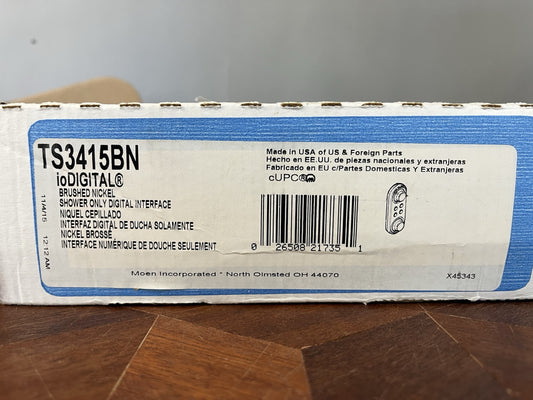 TS3415BN
ioDIGITAL®
BRUSHED NICKEL
SHOWER ONLY DIGITAL INTERFACE
NIQUEL CEPILLADO
INTERFAZ DIGITAL DE DUCHA SOLAMENTE
NICKEL BROSSÉ
INTERFACE NUMÉRIQUE DE DOUCHE SEULEMENT
11/4/15 12:12 AM
Made in USA of US & Foreign Parts
Hecho en EE.UU. de piezas nacionales y extranjeras
Fabricado en EU c/Partes Domesticas Y Extranjeras
cUPC®
0 26508 21735 1
Moen Incorporated * North Olmsted OH 44070
X45343